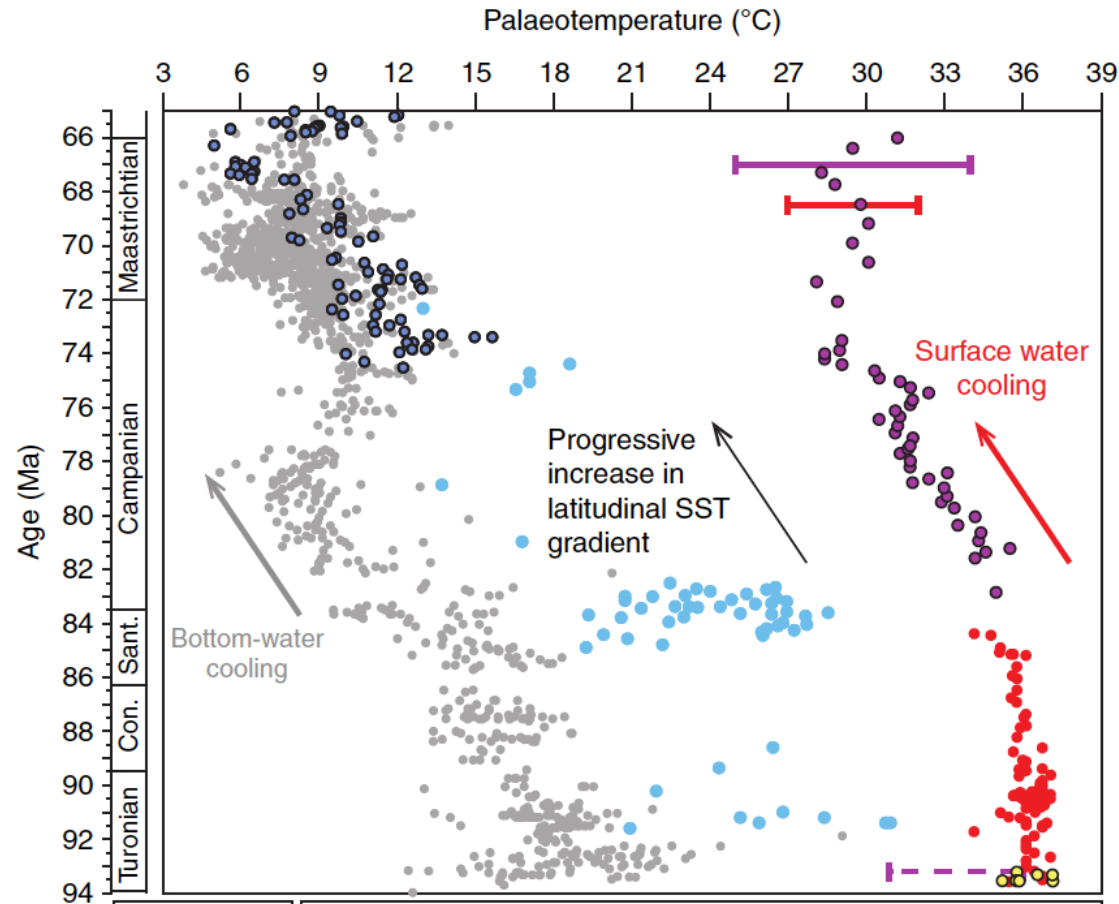 Palaeotemperature (°C)
3 6 9 12 15 18 21 24 27 30 33 36 39
Age (Ma)
66
68
70
72
74
76
78
80
82
84
86
88
90
92
94
Maastrichtian
Campanian
Sant.
Con.
Turonian
Surface water
cooling
Progressive
increase in
latitudinal SST
gradient
Bottom-water
cooling